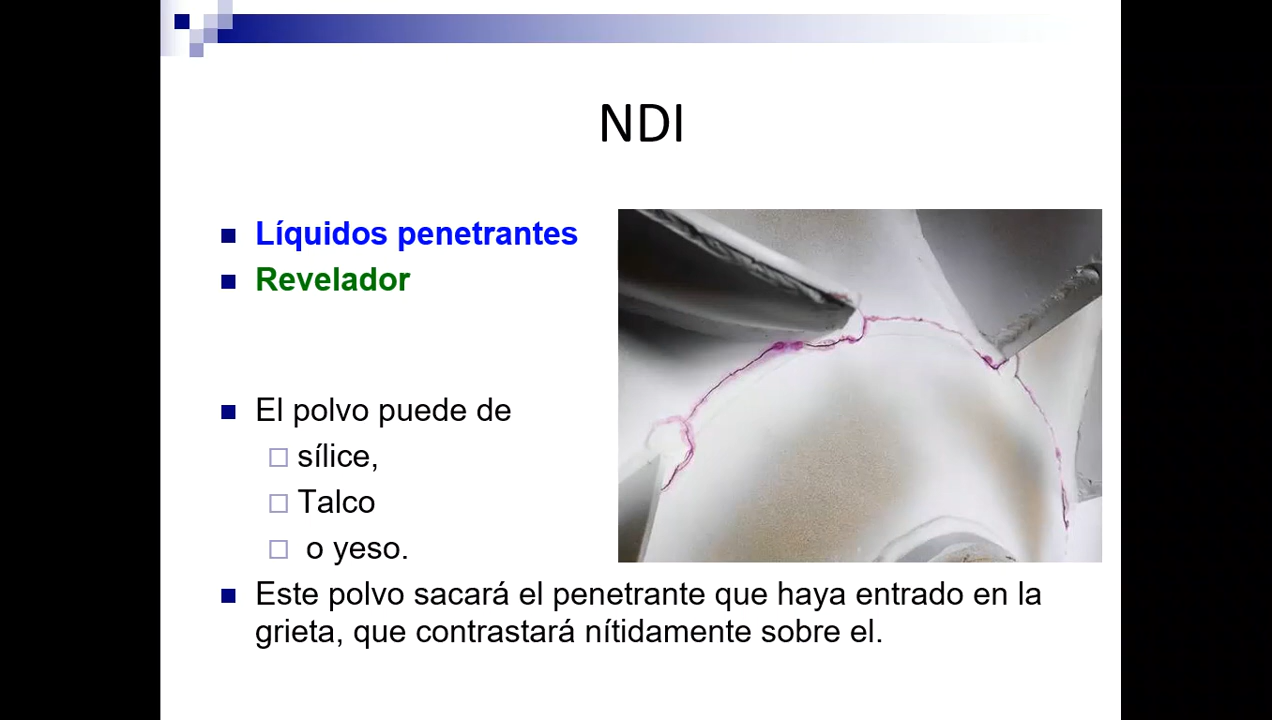 NDI
Líquidos penetrantes
Revelador
El polvo puede de
sílice,
Talco
o yeso.
Este polvo sacará el penetrante que haya entrado en la
grieta, que contrastará nítidamente sobre el.